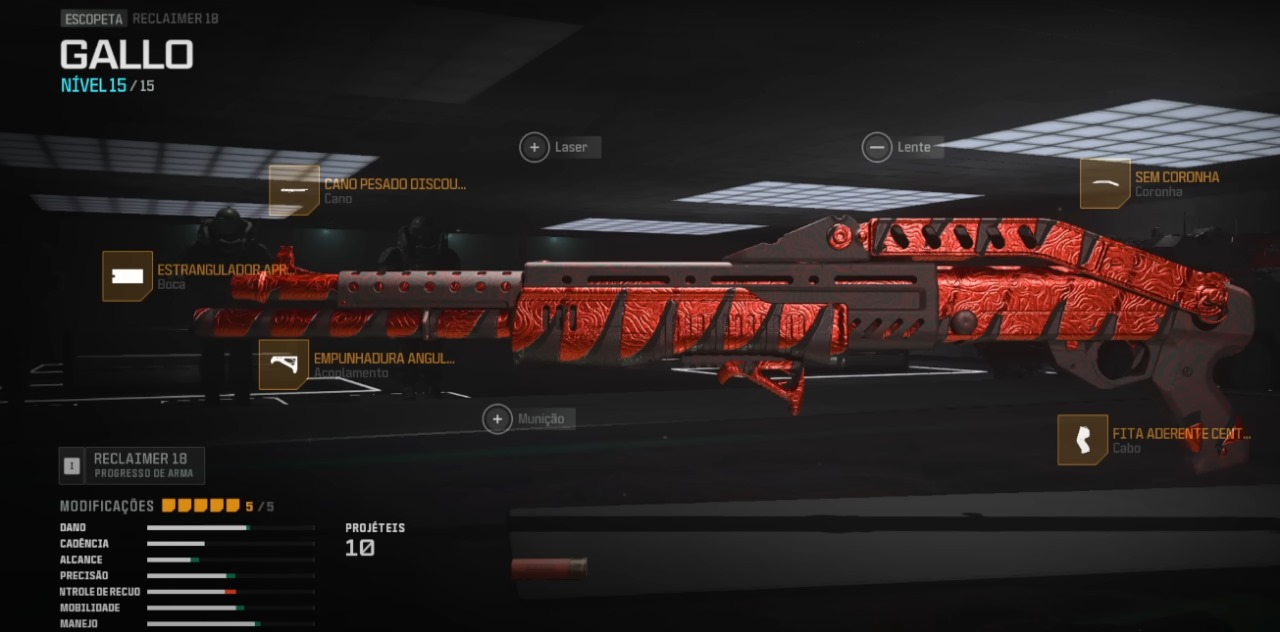 ESCOPETA RECLAIMER 18
GALLO
NÍVEL 15 / 15
Laser
Lente
CANO PESADO DISCOU...
Cano
SEM CORONHA
Coronha
ESTRANGULADOR APR...
Boca
EMPUNHADURA ANGUL...
Acoplamento
Munição
FITA ADERENTE CENT...
Cabo
RECLAIMER 18
PROGRESSO DE ARMA
MODIFICAÇÕES 5 / 5
DANO
CADÊNCIA
ALCANCE
PRECISÃO
NTROLE DE RECUO
MOBILIDADE
MANEJO
PROJÉTEIS
10